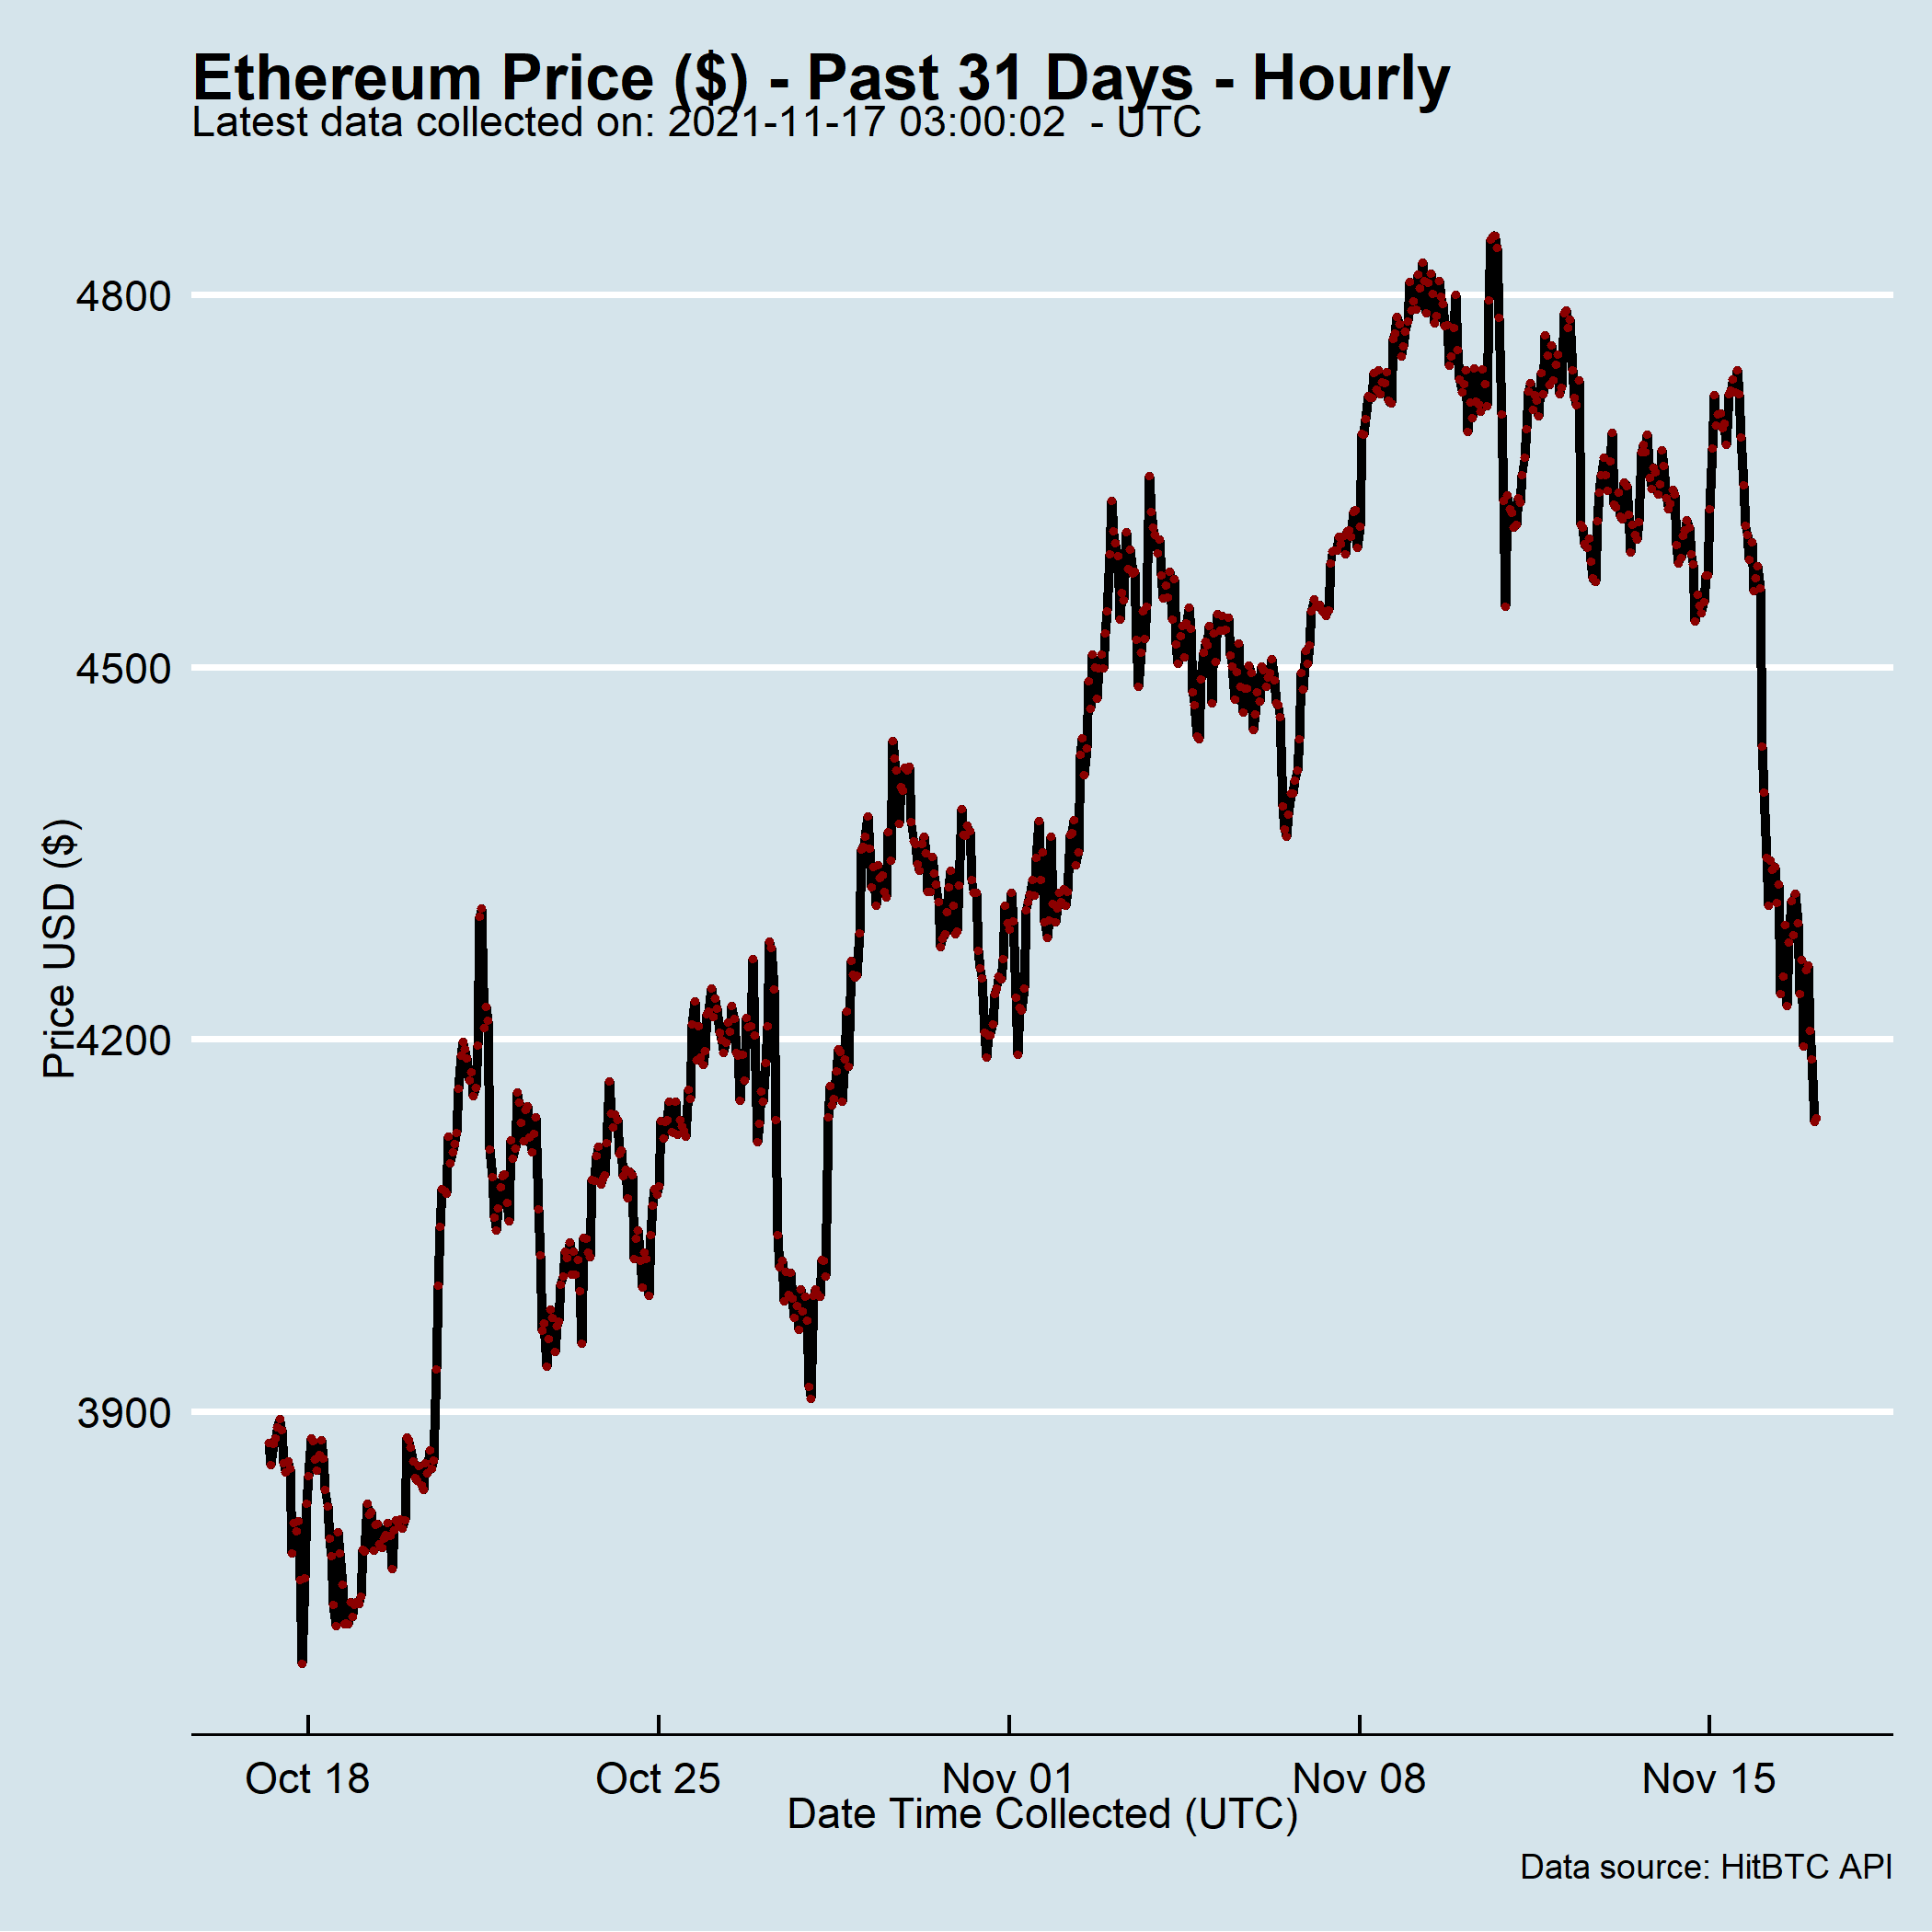 Ethereum Price ($) - Past 31 Days - Hourly
Latest data collected on: 2021-11-17 03:00:02  - UTC
Price USD ($)
4800
4500
4200
3900
Oct 18
Oct 25
Nov 01
Nov 08
Nov 15
Date Time Collected (UTC)
Data source: HitBTC API